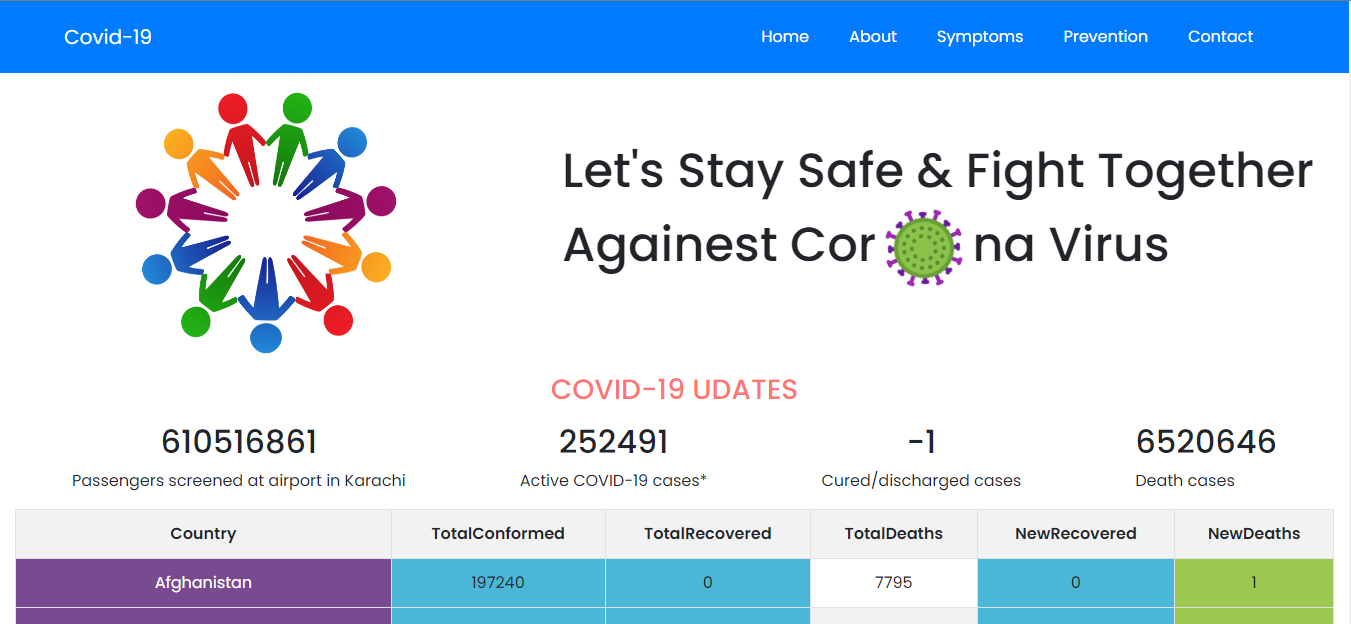 Covid-19 Home About Symptoms Prevention Contact
Let's Stay Safe & Fight Together
Againest Cor na Virus
COVID-19 UDATES
610516861 252491 -1 6520646
Passengers screened at airport in Karachi Active COVID-19 cases* Cured/discharged cases Death cases
Country TotalConformed TotalRecovered TotalDeaths NewRecovered NewDeaths
Afghanistan 197240 0 7795 0 1